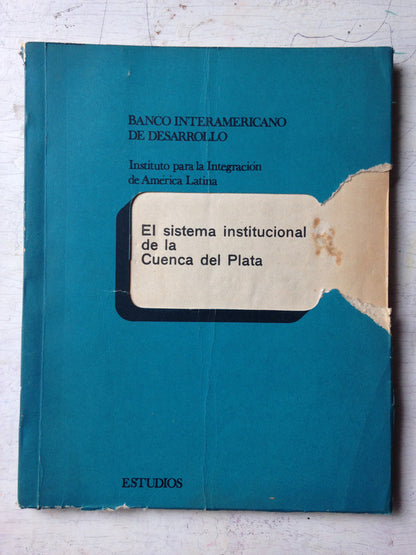 BANCO INTERAMERICANO
DE DESARROLLO
Instituto para la Integración
de América Latina
El sistema institucional
de la
Cuenca del Plata
ESTUDIOS